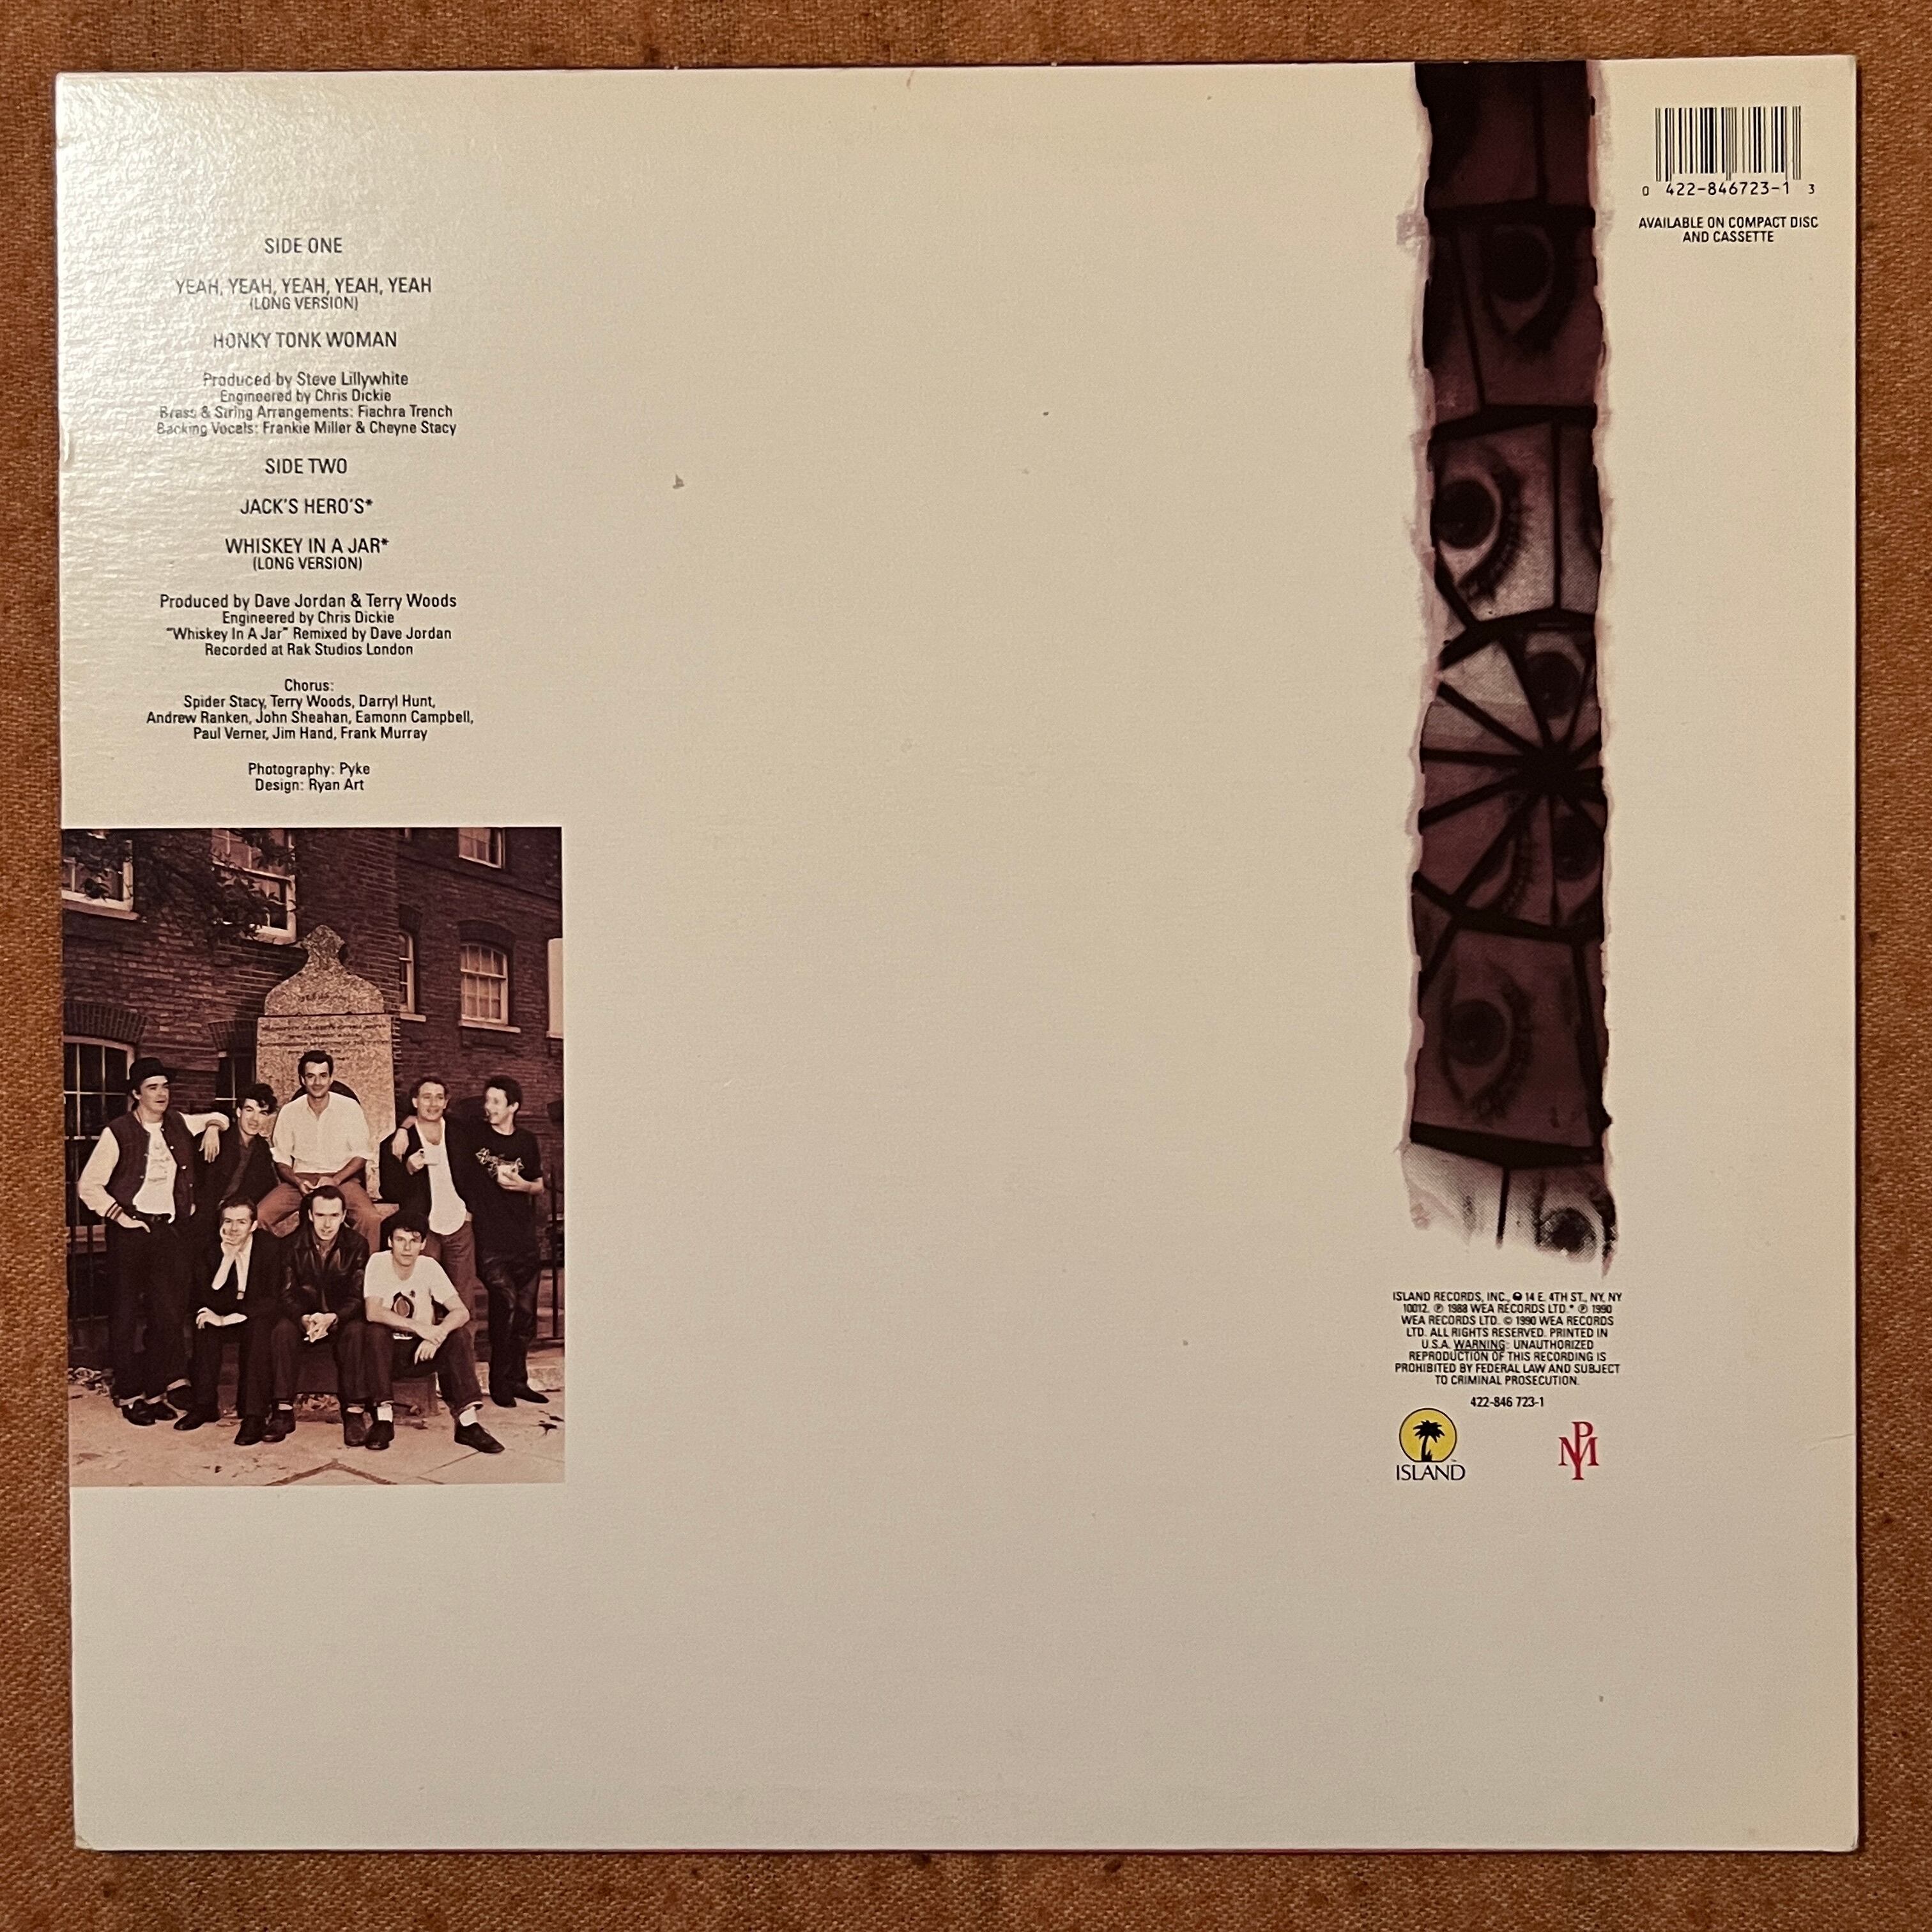 SIDE ONE
YEAH, YEAH, YEAH, YEAH, YEAH
(LONG VERSION)
HONKY TONK WOMAN
Produced by Steve Lillywhite
Engineered by Chris Dickie
Brass & String Arrangements: Fiachra Trench
Backing Vocals: Frankie Miller & Cheyne Stacy
SIDE TWO
JACK'S HERO'S*
WHISKEY IN A JAR*
(LONG VERSION)
Produced by Dave Jordan & Terry Woods
Engineered by Chris Dickie
"Whiskey In A Jar" Remixed by Dave Jordan
Recorded at Rak Studios London
Chorus:
Spider Stacy, Terry Woods, Darryl Hunt,
Andrew Ranken, John Sheahan, Eamonn Campbell,
Paul Verner, Jim Hand, Frank Murray
Photography: Pyke
Design: Ryan Art
0 422-846723-1 3
AVAILABLE ON COMPACT DISC
AND CASSETTE
ISLAND RECORDS, INC., 14 E. 4TH ST., NY, NY
10012. ℗ 1988 WEA RECORDS LTD.* ℗ 1990
WEA RECORDS LTD. © 1990 WEA RECORDS
LTD. ALL RIGHTS RESERVED. PRINTED IN
U.S.A. WARNING: UNAUTHORIZED
REPRODUCTION OF THIS RECORDING IS
PROHIBITED BY FEDERAL LAW AND SUBJECT
TO CRIMINAL PROSECUTION.
422-846 723-1
ISLAND
PM